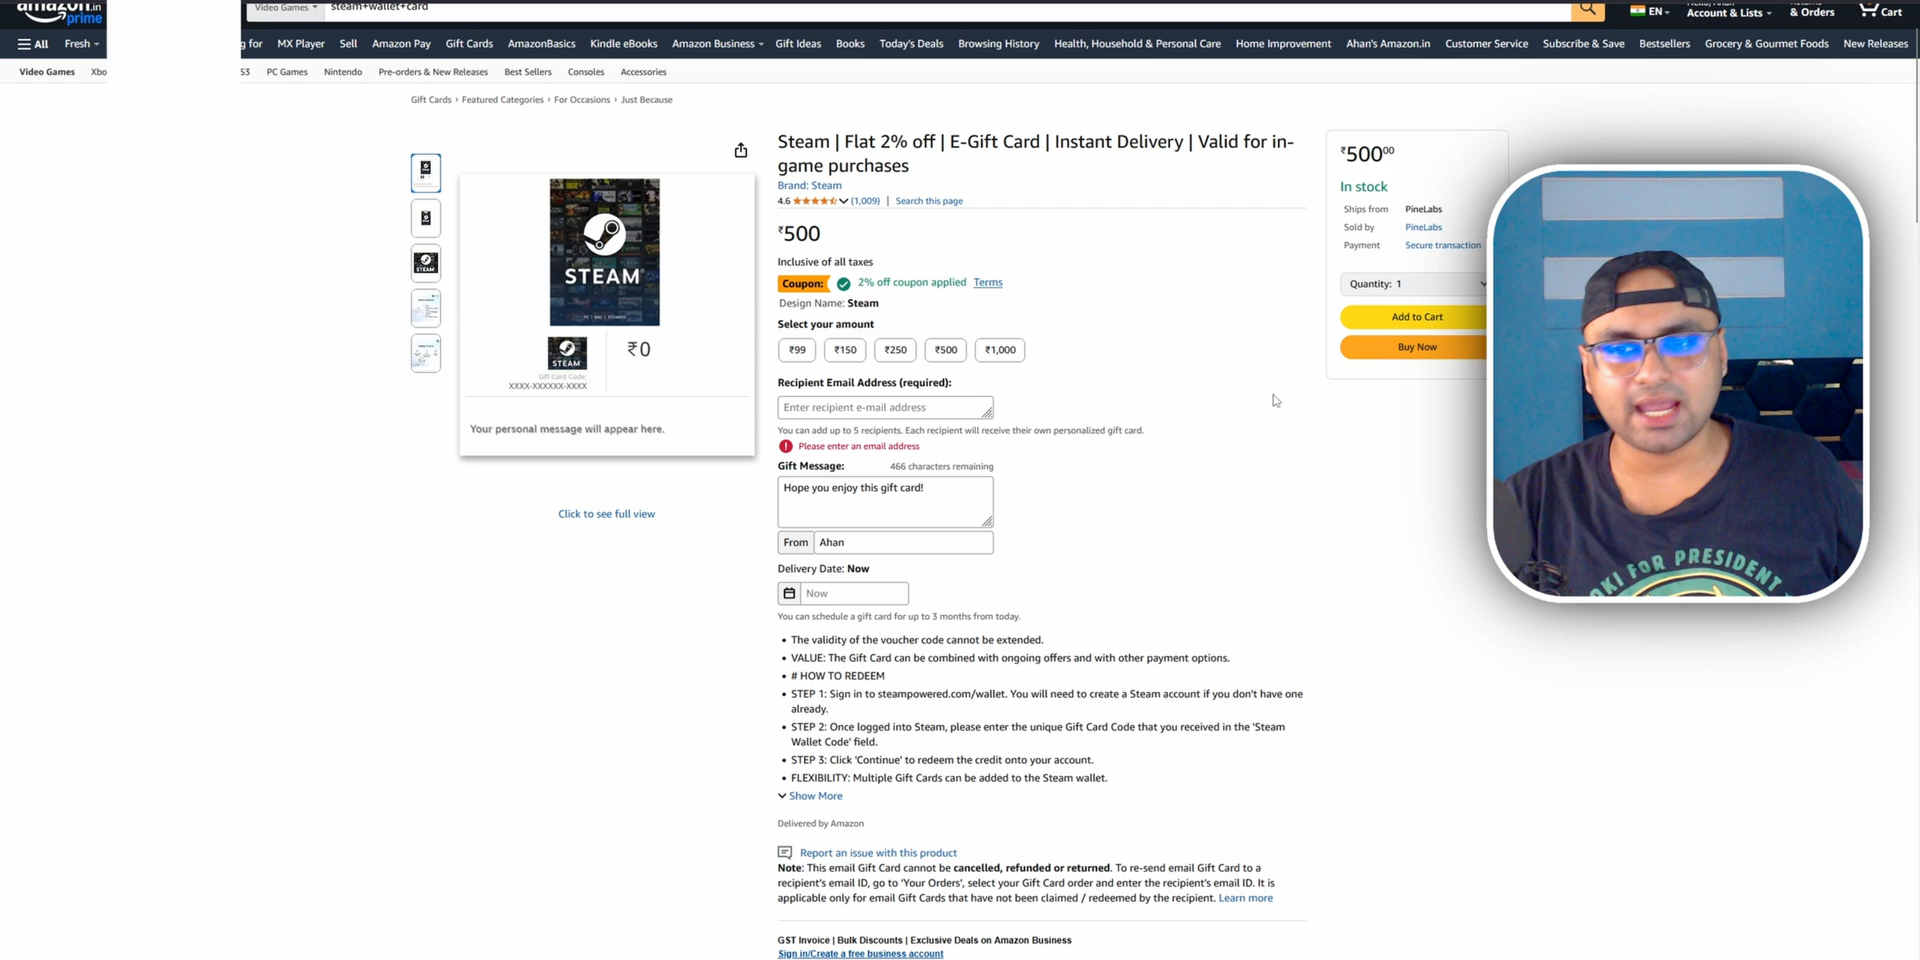 amazon.in
prime
Video Games
steam+wallet+card
EN
Account & Lists
& Orders
Cart
All
Fresh
g for
MX Player
Sell
Amazon Pay
Gift Cards
AmazonBasics
Kindle eBooks
Amazon Business
Gift Ideas
Books
Today's Deals
Browsing History
Health, Household & Personal Care
Home Improvement
Ahan's Amazon.in
Customer Service
Subscribe & Save
Bestsellers
Grocery & Gourmet Foods
New Releases
Video Games
Xbo
S3
PC Games
Nintendo
Pre-orders & New Releases
Best Sellers
Consoles
Accessories
Gift Cards › Featured Categories › For Occasions › Just Because
Steam | Flat 2% off | E-Gift Card | Instant Delivery | Valid for in-
game purchases
Brand: Steam
4.6 (1,009) | Search this page
₹500
Inclusive of all taxes
Coupon: 2% off coupon applied Terms
Design Name: Steam
Select your amount
₹99
₹150
₹250
₹500
₹1,000
Recipient Email Address (required):
Enter recipient e-mail address
You can add up to 5 recipients. Each recipient will receive their own personalized gift card.
Please enter an email address
Gift Message:
466 characters remaining
Hope you enjoy this gift card!
From
Ahan
Delivery Date: Now
Now
You can schedule a gift card for up to 3 months from today.
• The validity of the voucher code cannot be extended.
• VALUE: The Gift Card can be combined with ongoing offers and with other payment options.
• # HOW TO REDEEM
• STEP 1: Sign in to steampowered.com/wallet. You will need to create a Steam account if you don't have one
already.
• STEP 2: Once logged into Steam, please enter the unique Gift Card Code that you received in the 'Steam
Wallet Code' field.
• STEP 3: Click 'Continue' to redeem the credit onto your account.
• FLEXIBILITY: Multiple Gift Cards can be added to the Steam wallet.
Show More
Delivered by Amazon
Report an issue with this product
Note: This email Gift Card cannot be cancelled, refunded or returned. To re-send email Gift Card to a
recipient's email ID, go to 'Your Orders', select your Gift Card order and enter the recipient's email ID. It is
applicable only for email Gift Cards that have not been claimed / redeemed by the recipient. Learn more
GST Invoice | Bulk Discounts | Exclusive Deals on Amazon Business
Sign in/Create a free business account
STEAM
PC | MAC | STEAMOS
STEAM
₹0
Gift Card Code:
XXXX-XXXXXX-XXXX
Your personal message will appear here.
Click to see full view
STEAM
₹500⁰⁰
In stock
Ships from PineLabs
Sold by PineLabs
Payment Secure transaction
Quantity: 1
Add to Cart
Buy Now
OKI FOR PRESIDENT